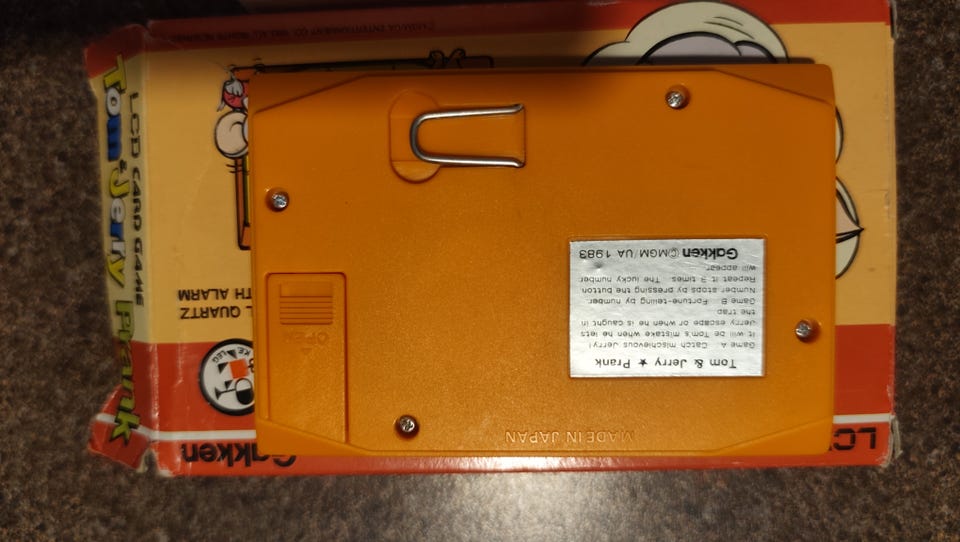 Tom & Jerry ★ Prank
Game A Catch mischievous Jerry!
It will be Tom's mistake when he lets
Jerry escape or when he is caught in
the trap
Game B Fortune-telling by number
Number stops by pressing the button
Repeat it 3 times The lucky number
will appear
Gakken ©MGM/UA 1983
MADE IN JAPAN
LCD CARD GAME
Tom & Jerry Prank
Gakken
LC
L QUARTZ
TH ALARM